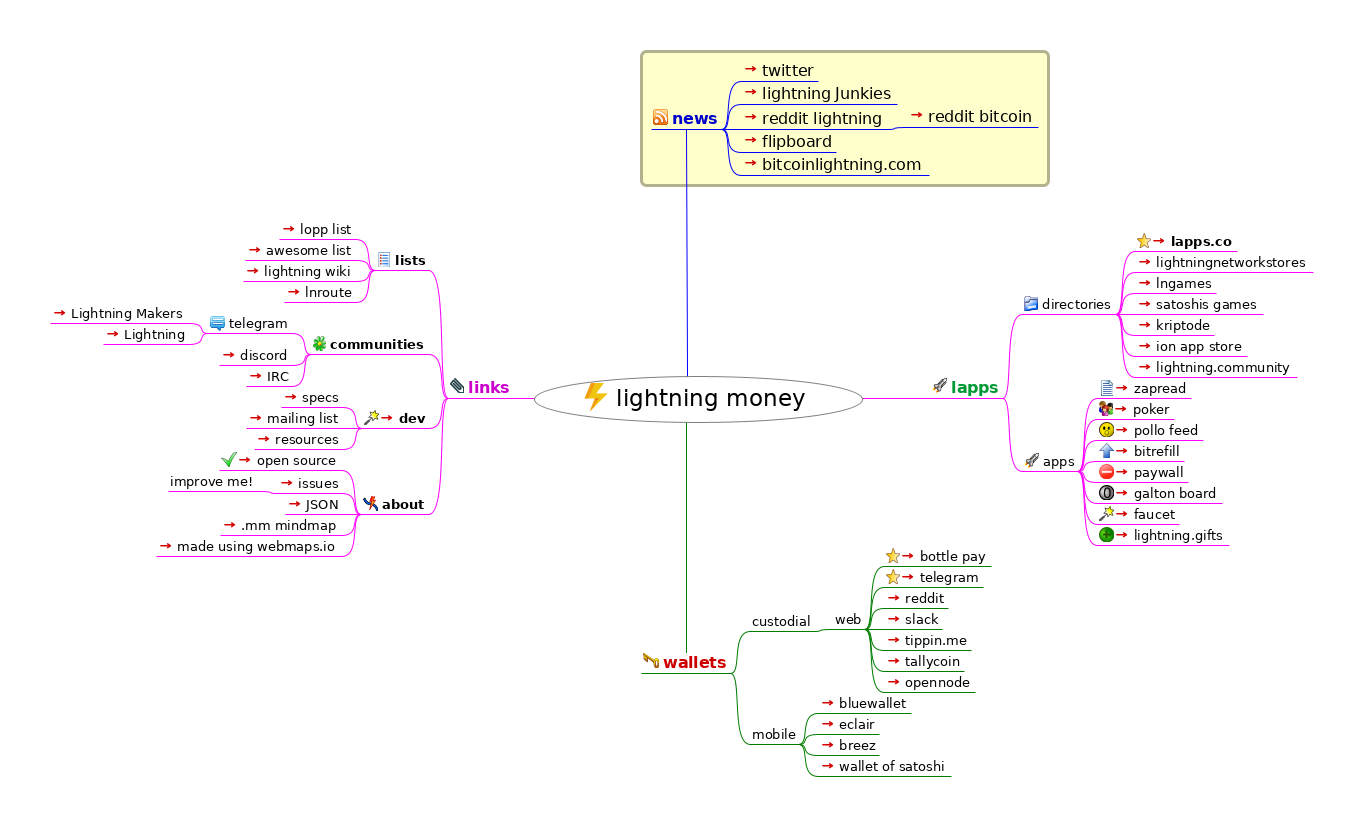 twitter
lightning Junkies
news
reddit lightning
reddit bitcoin
flipboard
bitcoinlightning.com
lopp list
awesome list
lists
lightning wiki
lnroute
Lightning Makers
telegram
Lightning
communities
discord
IRC
links
specs
mailing list
dev
resources
open source
improve me!
issues
about
JSON
.mm mindmap
made using webmaps.io
lightning money
lapps
directories
lapps.co
lightningnetworkstores
lngames
satoshis games
kriptode
ion app store
lightning.community
apps
zapread
poker
pollo feed
bitrefill
paywall
galton board
faucet
lightning.gifts
wallets
custodial
web
bottle pay
telegram
reddit
slack
tippin.me
tallycoin
opennode
mobile
bluewallet
eclair
breez
wallet of satoshi